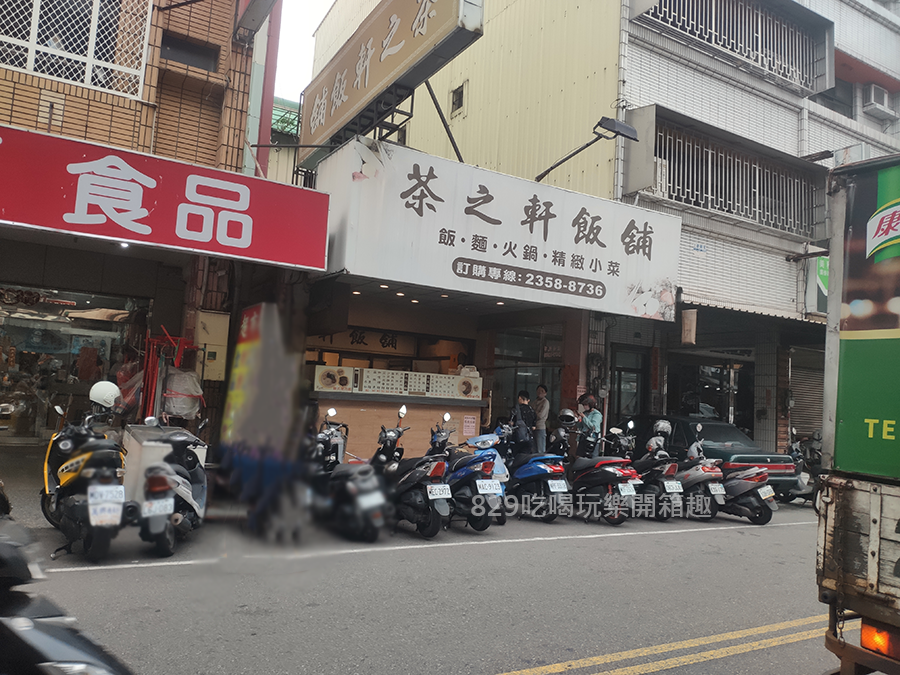 茶之軒飯舖
食品
茶之軒飯舖
飯·麵·火鍋·精緻小菜
訂購專線:2358-8736
飯舖
康
TE
829吃喝玩樂開箱趣